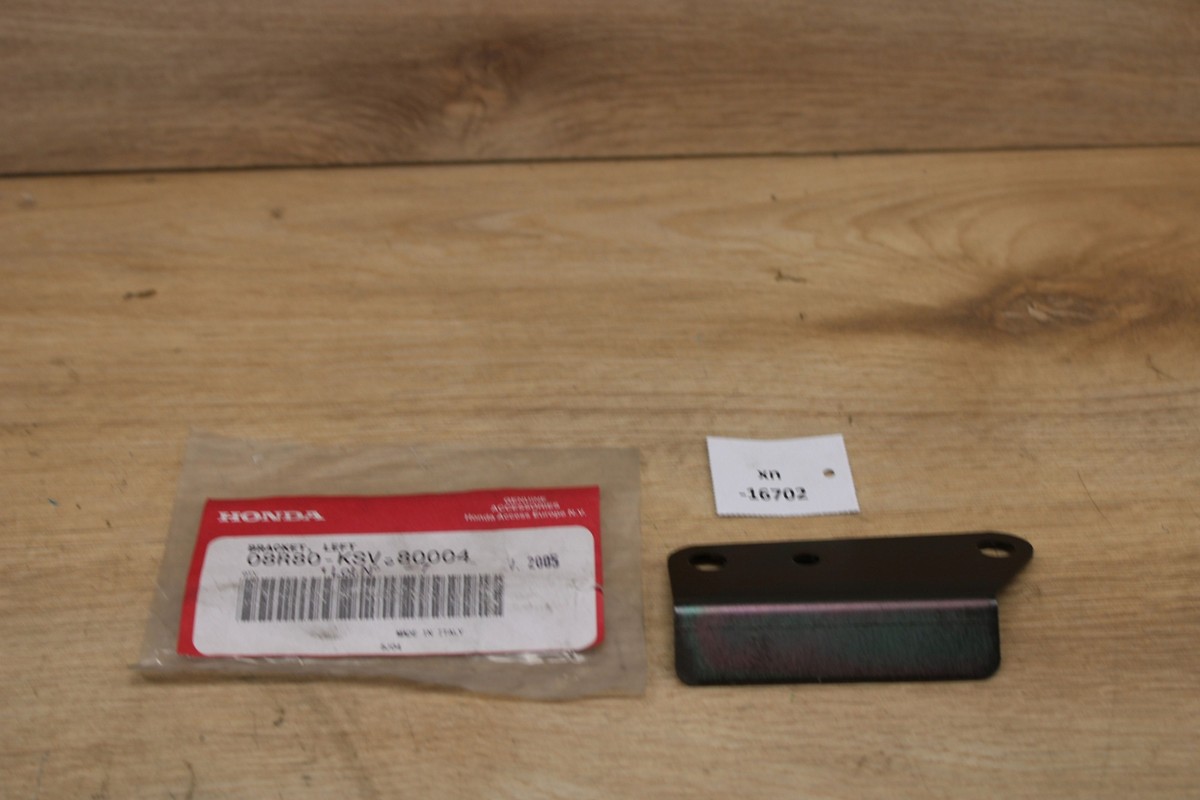 xn
-16702
HONDA
GENUINE
ACCESSORIES
Honda Access Europe N.V.
BRACKET, LEFT
08R80-KSV-80004
J. 2005
MADE IN ITALY